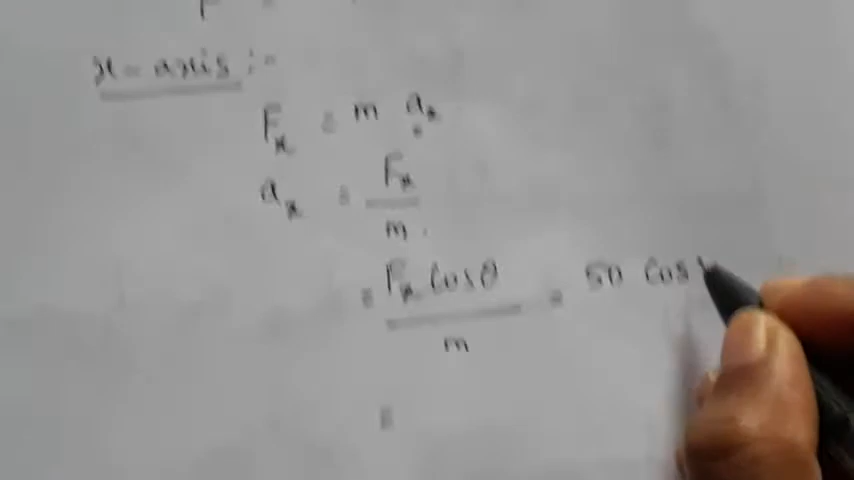 x-axis :-
Fx = m ax
ax = Fx
m.
= Fx Cosθ = 50 Cos
m
=